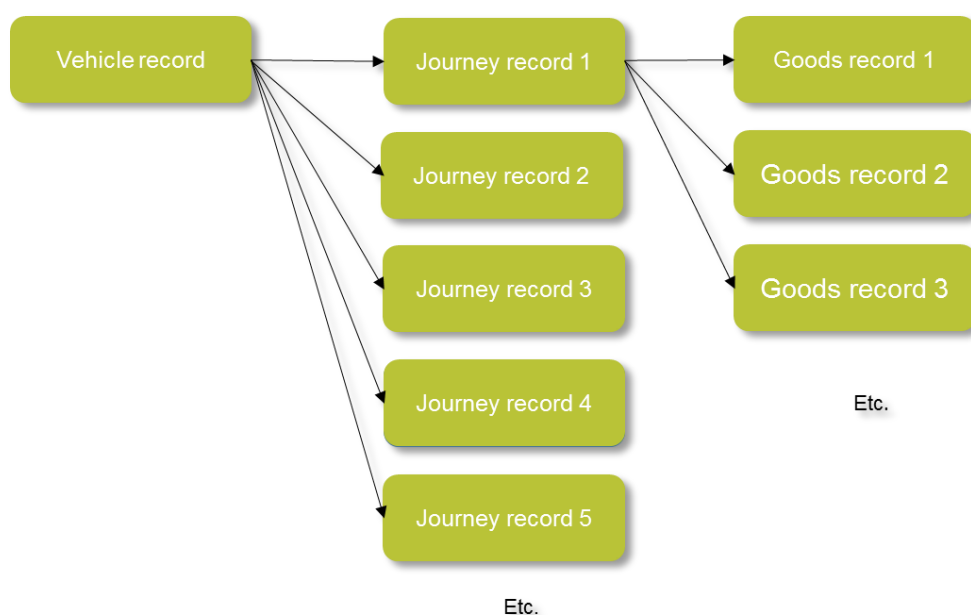 Vehicle record
Journey record 1
Goods record 1
Journey record 2
Goods record 2
Journey record 3
Goods record 3
Journey record 4
Etc.
Journey record 5
Etc.